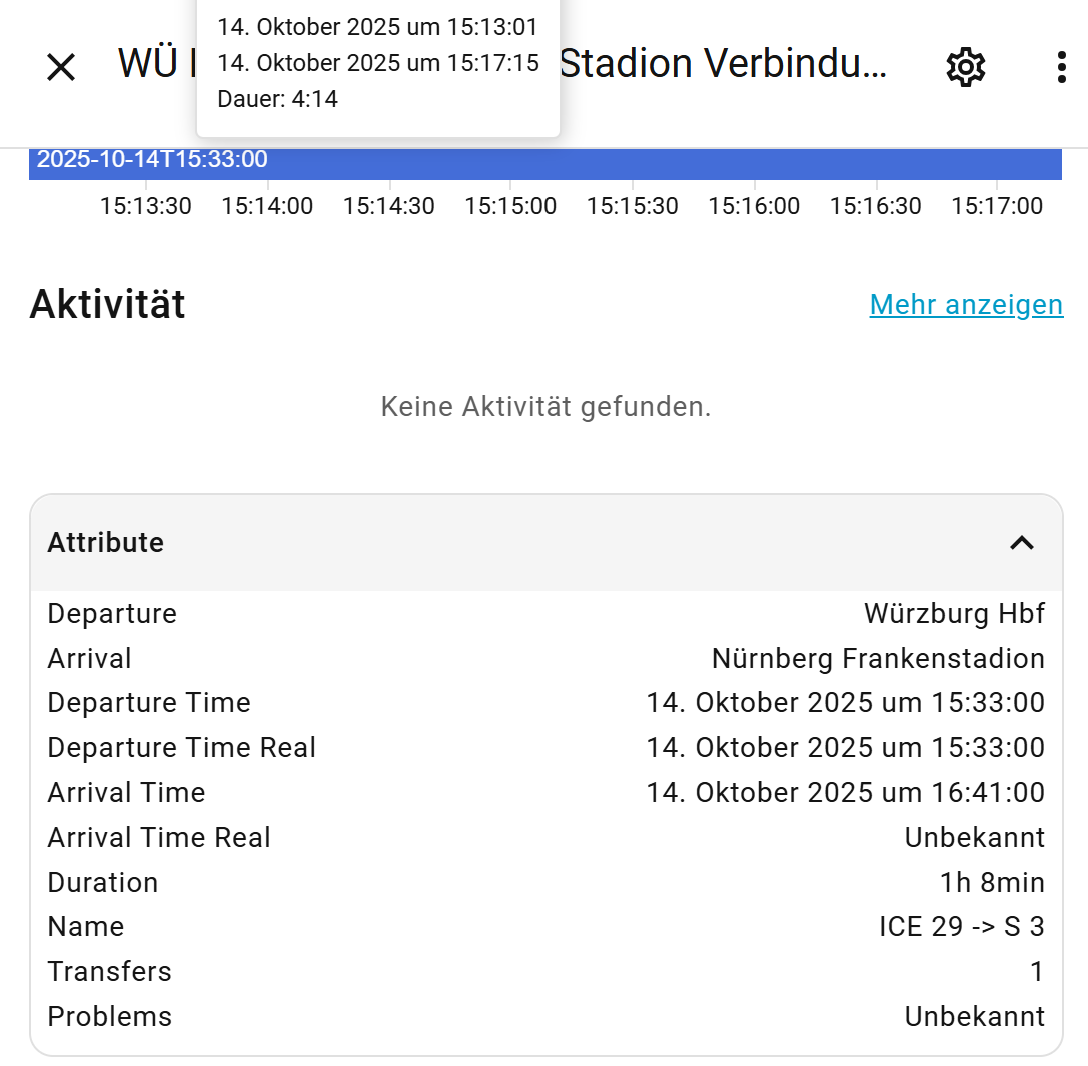 14. Oktober 2025 um 15:13:01
14. Oktober 2025 um 15:17:15
Dauer: 4:14
WÜ Stadion Verbindu...
2025-10-14T15:33:00
15:13:30 15:14:00 15:14:30 15:15:00 15:15:30 15:16:00 15:16:30 15:17:00
Aktivität Mehr anzeigen
Keine Aktivität gefunden.
Attribute
Departure Würzburg Hbf
Arrival Nürnberg Frankenstadion
Departure Time 14. Oktober 2025 um 15:33:00
Departure Time Real 14. Oktober 2025 um 15:33:00
Arrival Time 14. Oktober 2025 um 16:41:00
Arrival Time Real Unbekannt
Duration 1h 8min
Name ICE 29 -> S 3
Transfers 1
Problems Unbekannt